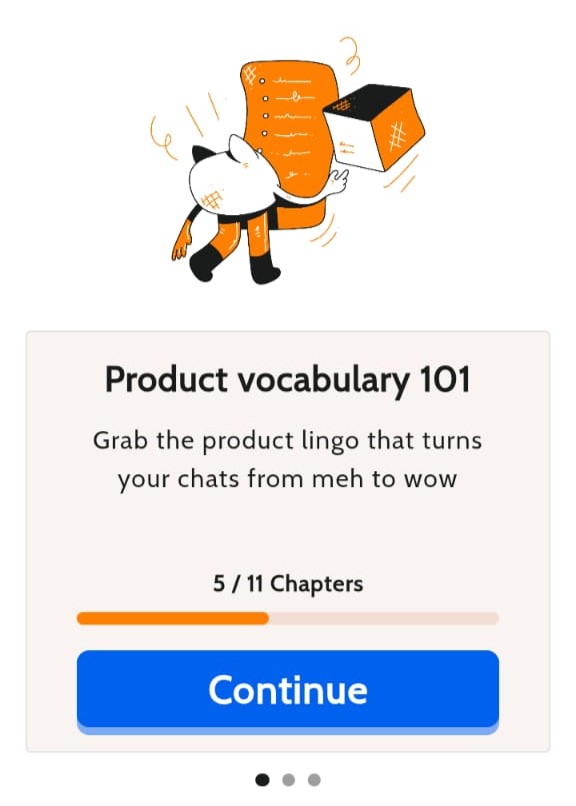 Product vocabulary 101
Grab the product lingo that turns
your chats from meh to wow
5 / 11 Chapters
Continue